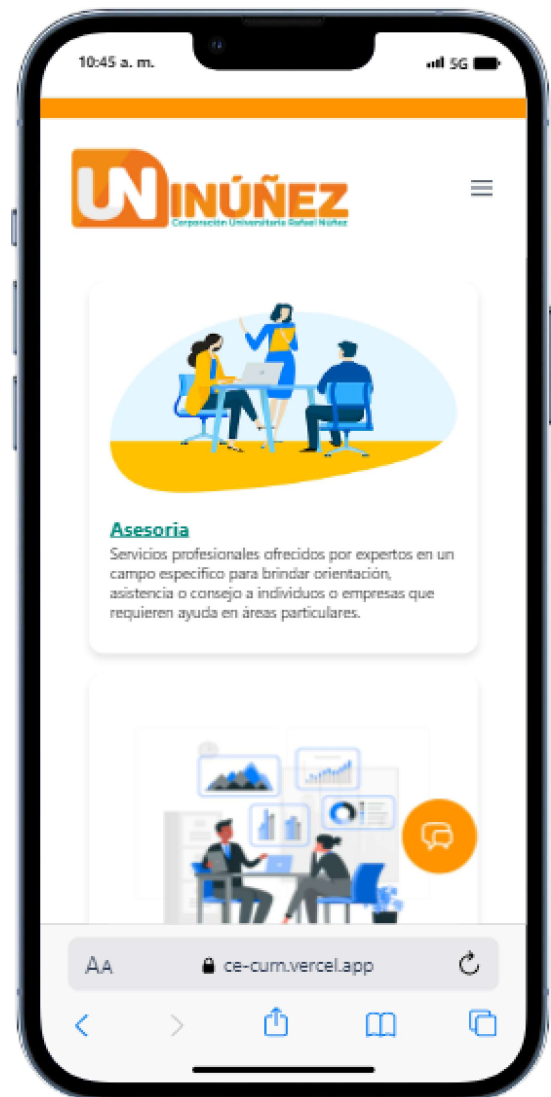 10:45 a. m.
5G
UNINÚÑEZ
Corporación Universitaria Rafael Núñez
Asesoria
Servicios profesionales ofrecidos por expertos en un
campo específico para brindar orientación,
asistencia o consejo a individuos o empresas que
requieren ayuda en áreas particulares.
AA
ce-cum.vercel.app